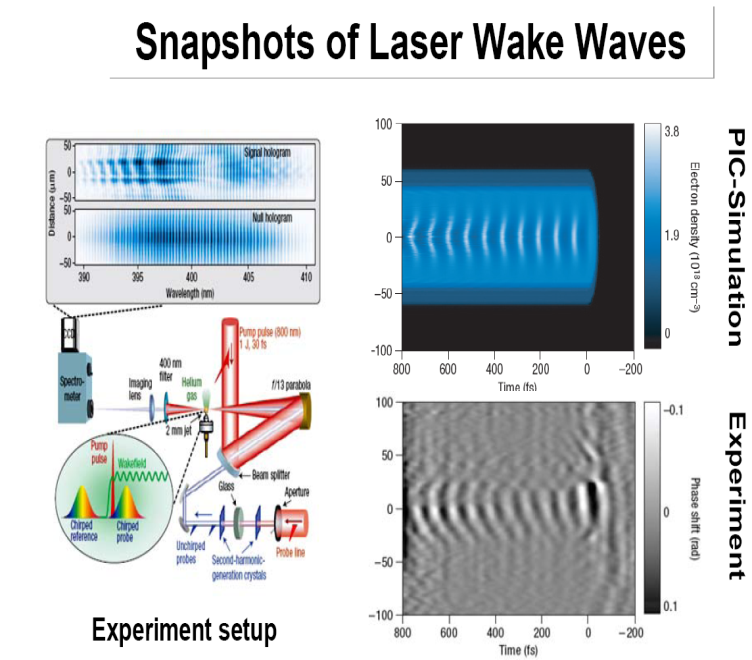 Snapshots of Laser Wake Waves
Signal hologram
Null hologram
Distance (μm)
50
0
−50
50
0
−50
390
395
400
405
410
Wavelength (nm)
CCD
Spectro-
meter
Imaging
lens
400 nm
filter
Helium
gas
2 mm jet
Pump pulse (800 nm)
1 J, 30 fs
f/13 parabola
Beam splitter
Glass
Aperture
Probe line
Unchirped
probes
Second-harmonic-
generation crystals
Pump
pulse
Wakefield
Chirped
reference
Chirped
probe
Experiment setup
100
50
0
−50
-100
800
600
400
200
0
−200
Time (fs)
3.8
1.9
0
Electron density (10¹⁸ cm⁻³)
PIC-Simulation
100
50
0
−50
−100
800
600
400
200
0
−200
Time (fs)
−0.1
0
0.1
Phase shift (rad)
Experiment